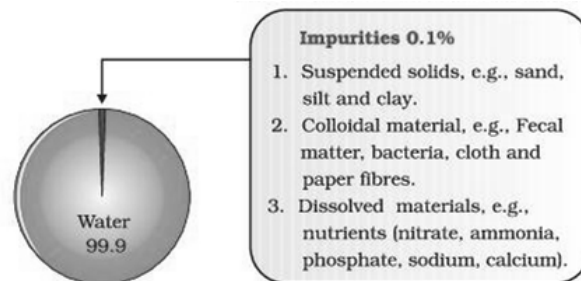 Impurities 0.1%
1. Suspended solids, e.g., sand,
silt and clay.
2. Colloidal material, e.g., Fecal
matter, bacteria, cloth and
paper fibres.
3. Dissolved materials, e.g.,
nutrients (nitrate, ammonia,
phosphate, sodium, calcium).
Water
99.9